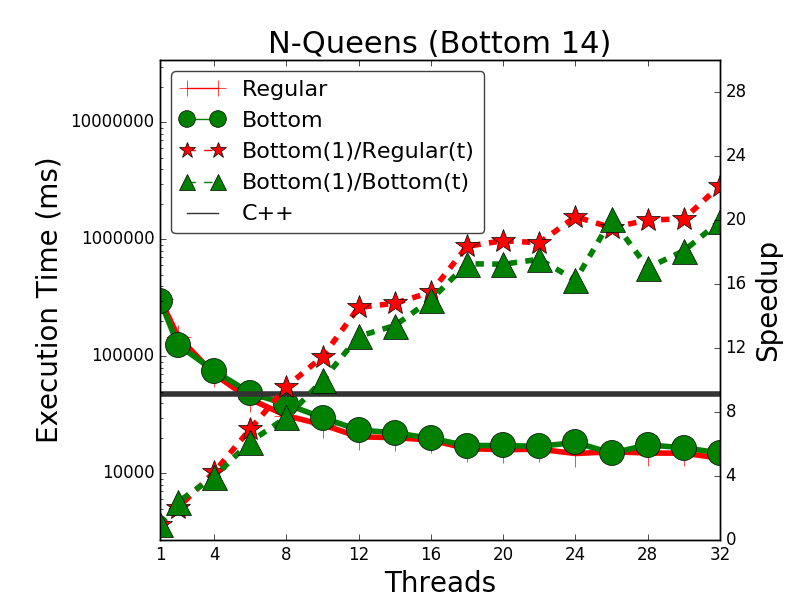 N-Queens (Bottom 14)
Regular
Bottom
Bottom(1)/Regular(t)
Bottom(1)/Bottom(t)
C++
Execution Time (ms)
10000000
1000000
100000
10000
Speedup
28
24
20
16
12
8
4
0
1 4 8 12 16 20 24 28 32
Threads